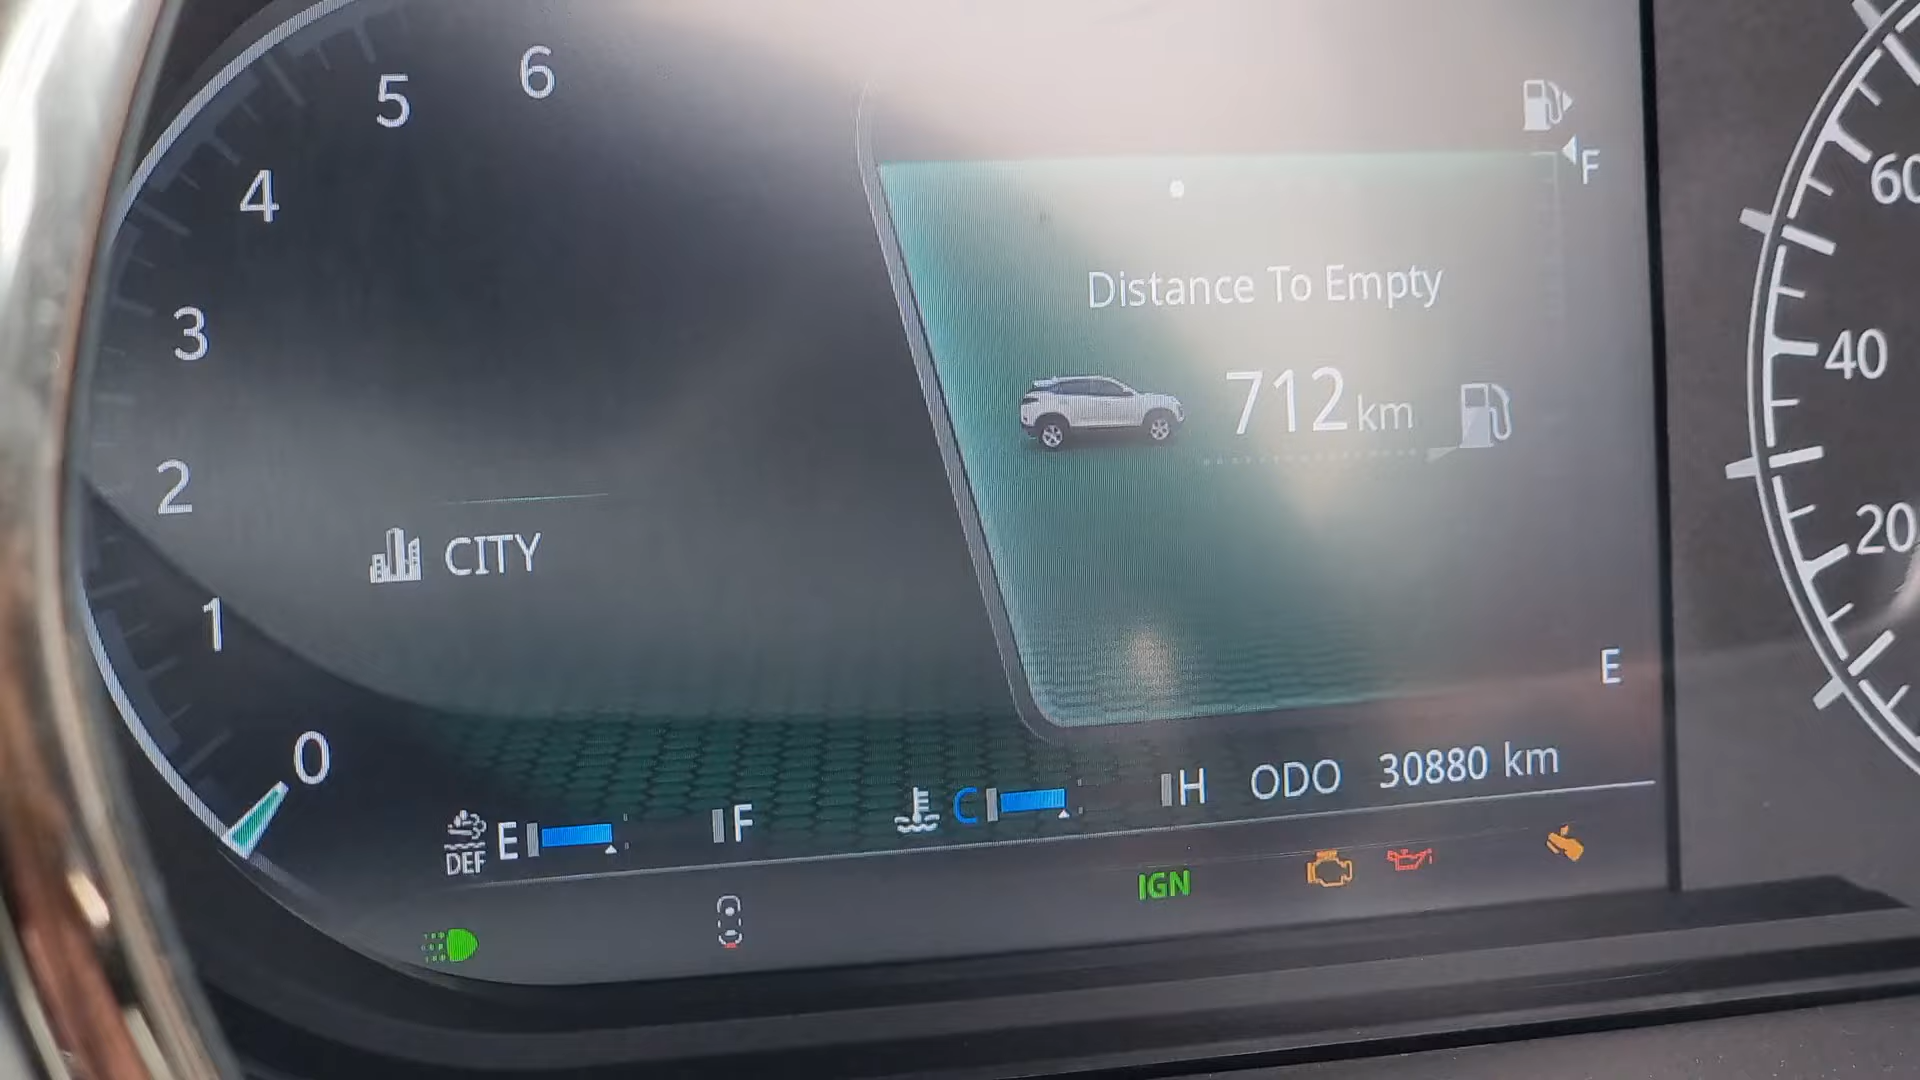 6
5
4
3
2
1
0
CITY
F
Distance To Empty
712 km
E
ODO 30880 km
DEF E F
C H
IGN
60
40
20